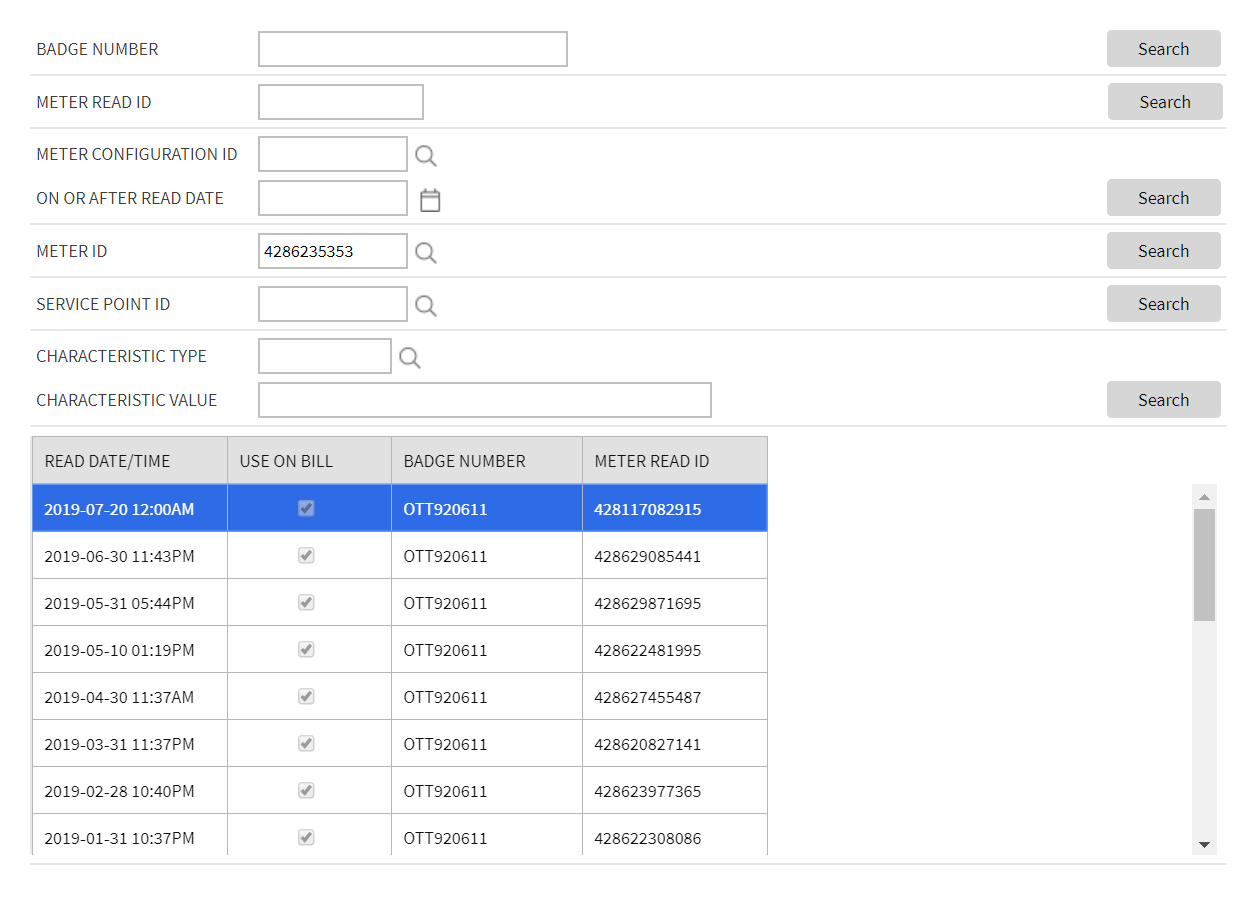 BADGE NUMBER Search
METER READ ID Search
METER CONFIGURATION ID
ON OR AFTER READ DATE Search
METER ID 4286235353 Search
SERVICE POINT ID Search
CHARACTERISTIC TYPE
CHARACTERISTIC VALUE Search
READ DATE/TIME USE ON BILL BADGE NUMBER METER READ ID
2019-07-20 12:00AM OTT920611 428117082915
2019-06-30 11:43PM OTT920611 428629085441
2019-05-31 05:44PM OTT920611 428629871695
2019-05-10 01:19PM OTT920611 428622481995
2019-04-30 11:37AM OTT920611 428627455487
2019-03-31 11:37PM OTT920611 428620827141
2019-02-28 10:40PM OTT920611 428623977365
2019-01-31 10:37PM OTT920611 428622308086